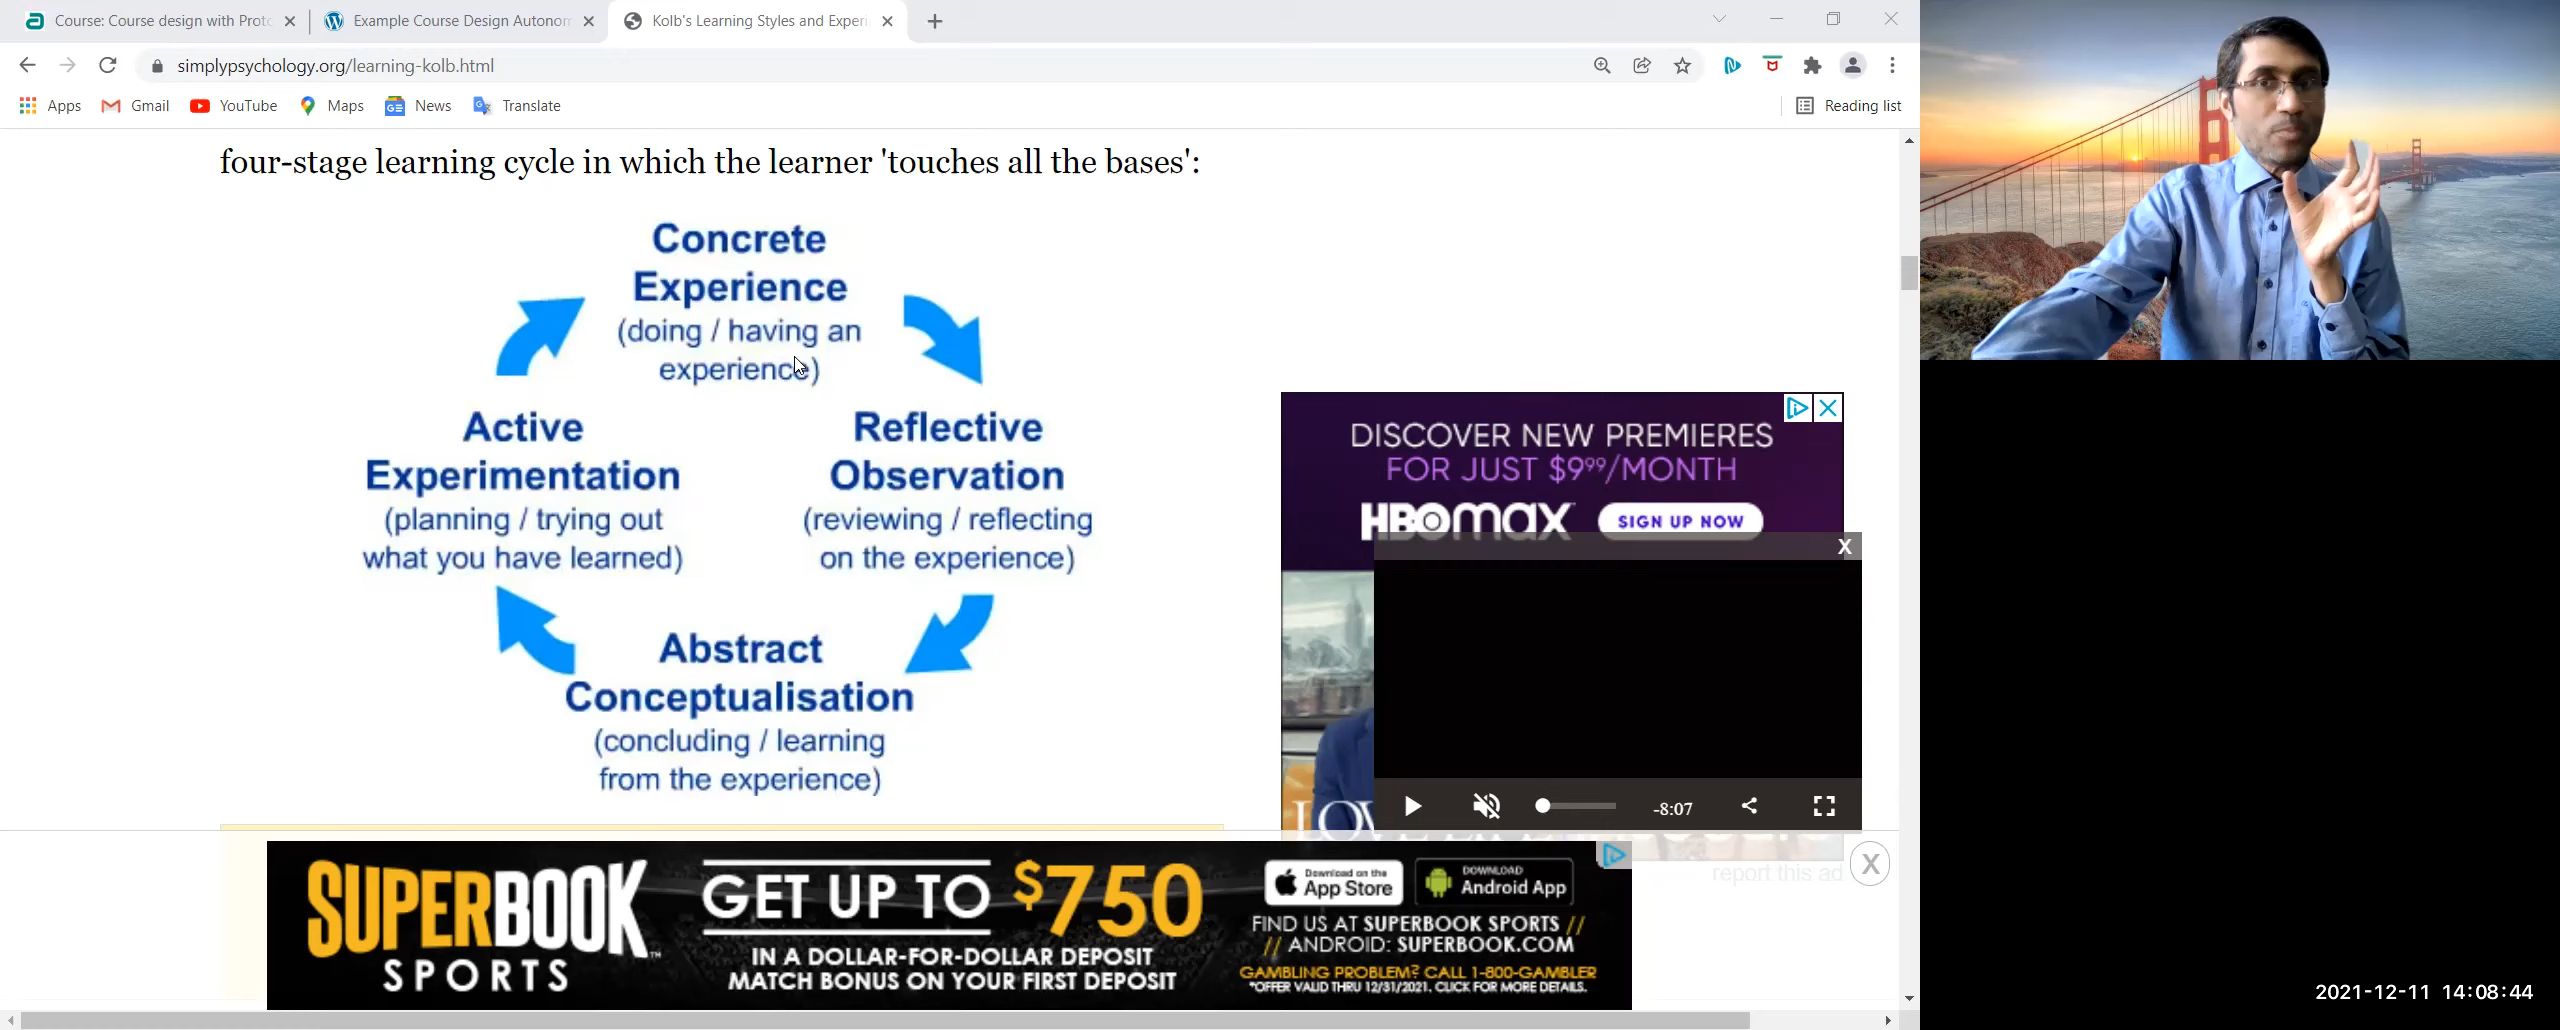 Course: Course design with Proto
Example Course Design Autonom
Kolb's Learning Styles and Experi
simplypsychology.org/learning-kolb.html
Apps
Gmail
YouTube
Maps
News
Translate
Reading list
four-stage learning cycle in which the learner 'touches all the bases':
Concrete
Experience
(doing / having an
experience)
Active
Experimentation
(planning / trying out
what you have learned)
Reflective
Observation
(reviewing / reflecting
on the experience)
Abstract
Conceptualisation
(concluding / learning
from the experience)
DISCOVER NEW PREMIERES
FOR JUST $9⁹⁹/MONTH
HBOmax
SIGN UP NOW
X
-8:07
report this ad
X
SUPERBOOK
SPORTS
GET UP TO $750
IN A DOLLAR-FOR-DOLLAR DEPOSIT
MATCH BONUS ON YOUR FIRST DEPOSIT
Download on the
App Store
DOWNLOAD
Android App
FIND US AT SUPERBOOK SPORTS //
// ANDROID: SUPERBOOK.COM
GAMBLING PROBLEM? CALL 1-800-GAMBLER
*OFFER VALID THRU 12/31/2021. CLICK FOR MORE DETAILS.
2021-12-11 14:08:44